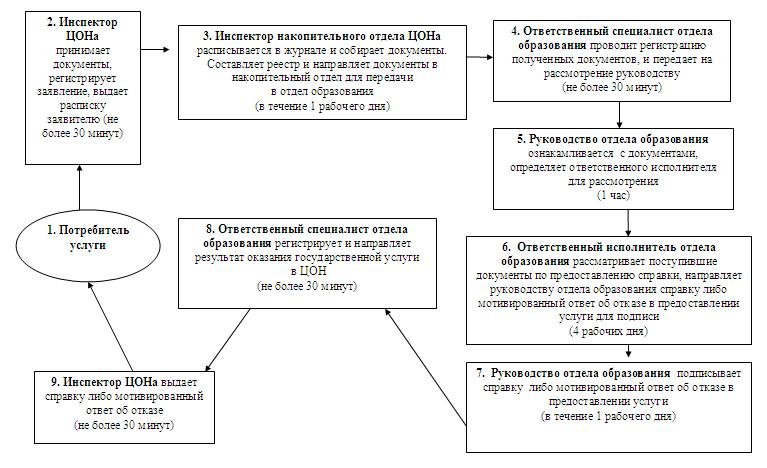 2. Инспектор
ЦОНа
принимает
документы,
регистрирует
заявление, выдает
расписку
заявителю (не
более 30 минут)
3. Инспектор накопительного отдела ЦОНа
расписывается в журнале и собирает документы.
Составляет реестр и направляет документы в
накопительный отдел для передачи
в отдел образования
(в течение 1 рабочего дня)
4. Ответственный специалист отдела
образования проводит регистрацию
полученных документов, и передает на
рассмотрение руководству
(не более 30 минут)
5. Руководство отдела образования
ознакамливается с документами,
определяет ответственного исполнителя
для рассмотрения
(1 час)
6. Ответственный исполнитель отдела
образования рассматривает поступившие
документы по предоставлению справки, направляет
руководству отдела образования справку либо
мотивированный ответ об отказе в предоставлении
услуги для подписи
(4 рабочих дня)
7. Руководство отдела образования подписывает
справку либо мотивированный ответ об отказе в
предоставлении услуги
(в течение 1 рабочего дня)
8. Ответственный специалист отдела
образования регистрирует и направляет
результат оказания государственной услуги
в ЦОН
(не более 30 минут)
9. Инспектор ЦОНа выдает
справку либо мотивированный
ответ об отказе
(не более 30 минут)
1. Потребитель
услуги